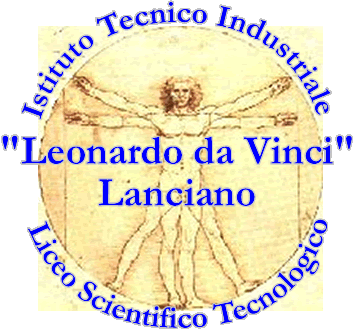 Istituto Tecnico Industriale
"Leonardo da Vinci"
Lanciano
Liceo Scientifico Tecnologico